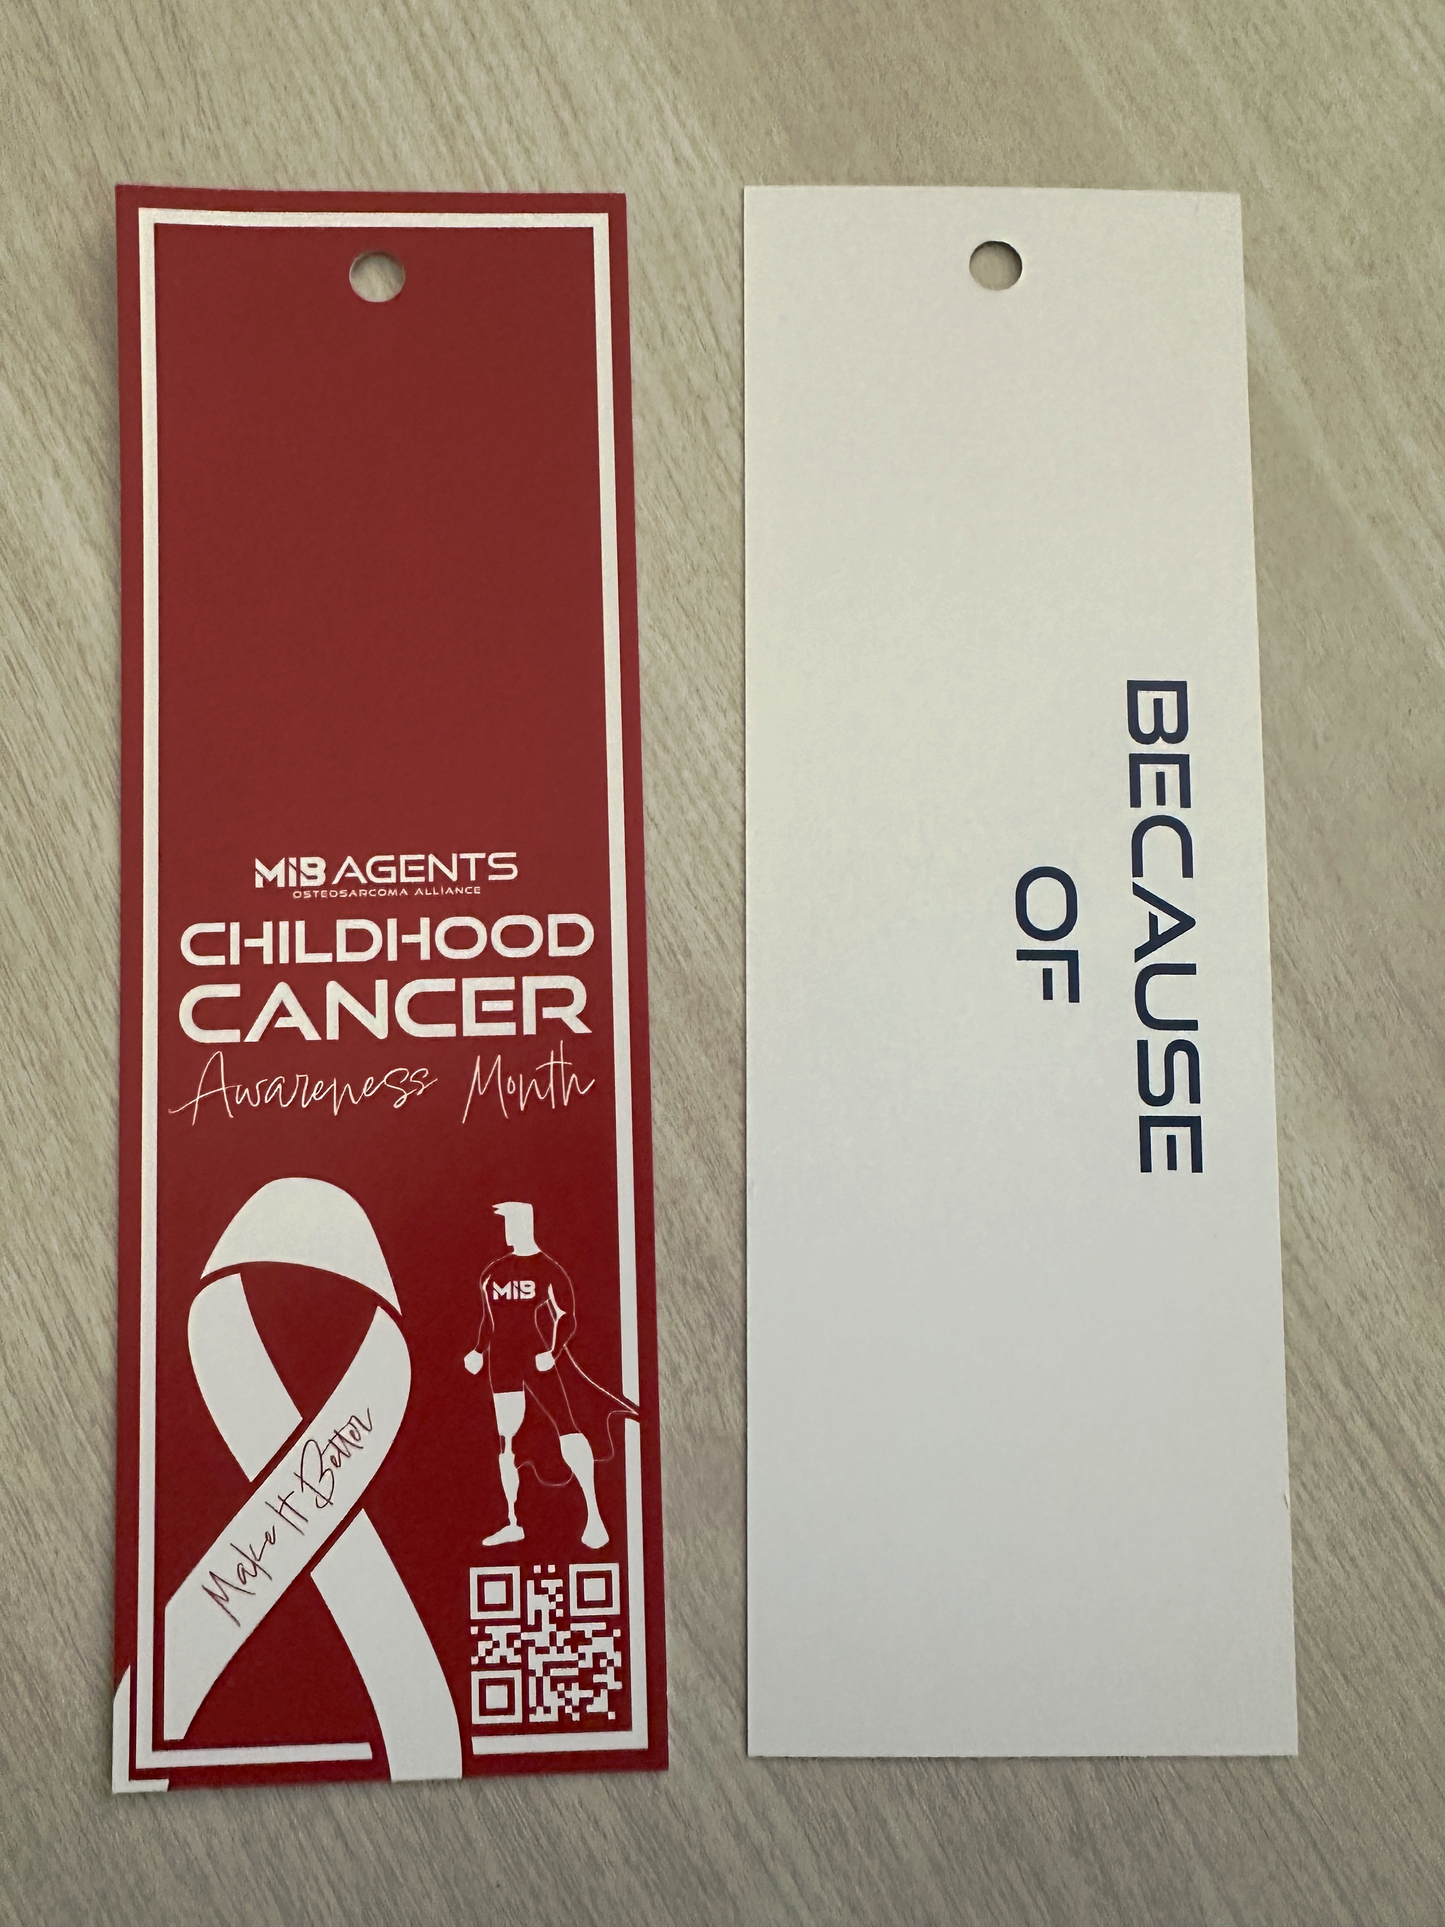 MIB AGENTS
OSTEOSARCOMA ALLIANCE
CHILDHOOD
CANCER
Awareness Month
Make It Better
MIB
BECAUSE
OF